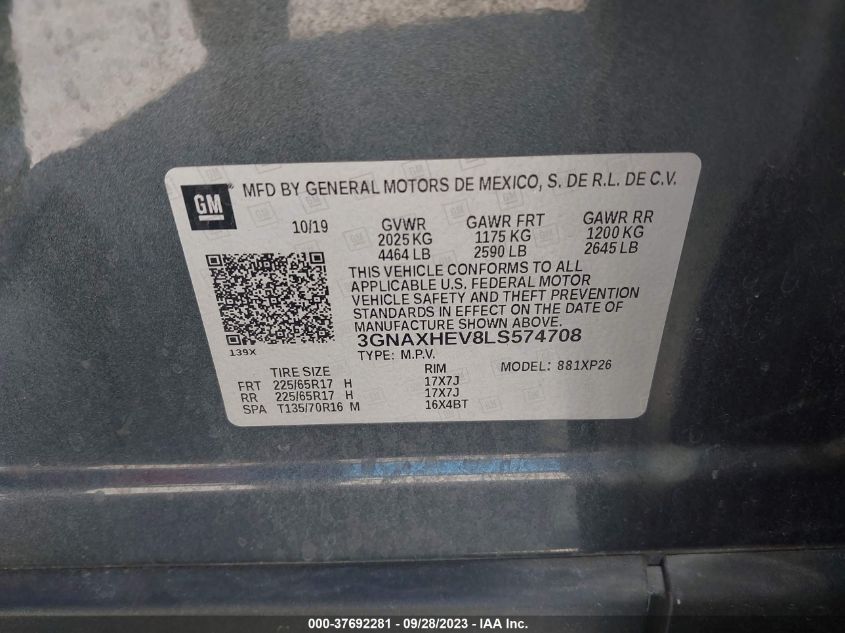 GM
MFD BY GENERAL MOTORS DE MEXICO, S. DE R.L. DE C.V.
10/19 GVWR GAWR FRT GAWR RR
2025 KG 1175 KG 1200 KG
4464 LB 2590 LB 2645 LB
THIS VEHICLE CONFORMS TO ALL
APPLICABLE U.S. FEDERAL MOTOR
VEHICLE SAFETY AND THEFT PREVENTION
STANDARDS IN EFFECT ON THE DATE OF
MANUFACTURE SHOWN ABOVE.
139X
3GNAXHEV8LS574708
TYPE: M.P.V. MODEL: 881XP26
TIRE SIZE RIM
FRT 225/65R17 H 17X7J
RR 225/65R17 H 17X7J
SPA T135/70R16 M 16X4BT
000-37692281 - 09/28/2023 - IAA Inc.